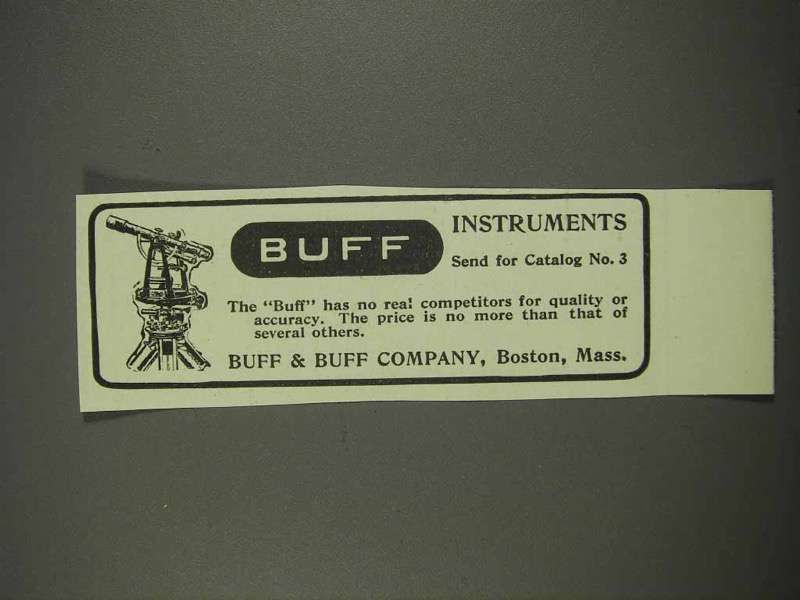 BUFF
INSTRUMENTS
Send for Catalog No. 3
The "Buff" has no real competitors for quality or
accuracy. The price is no more than that of
several others.
BUFF & BUFF COMPANY, Boston, Mass.